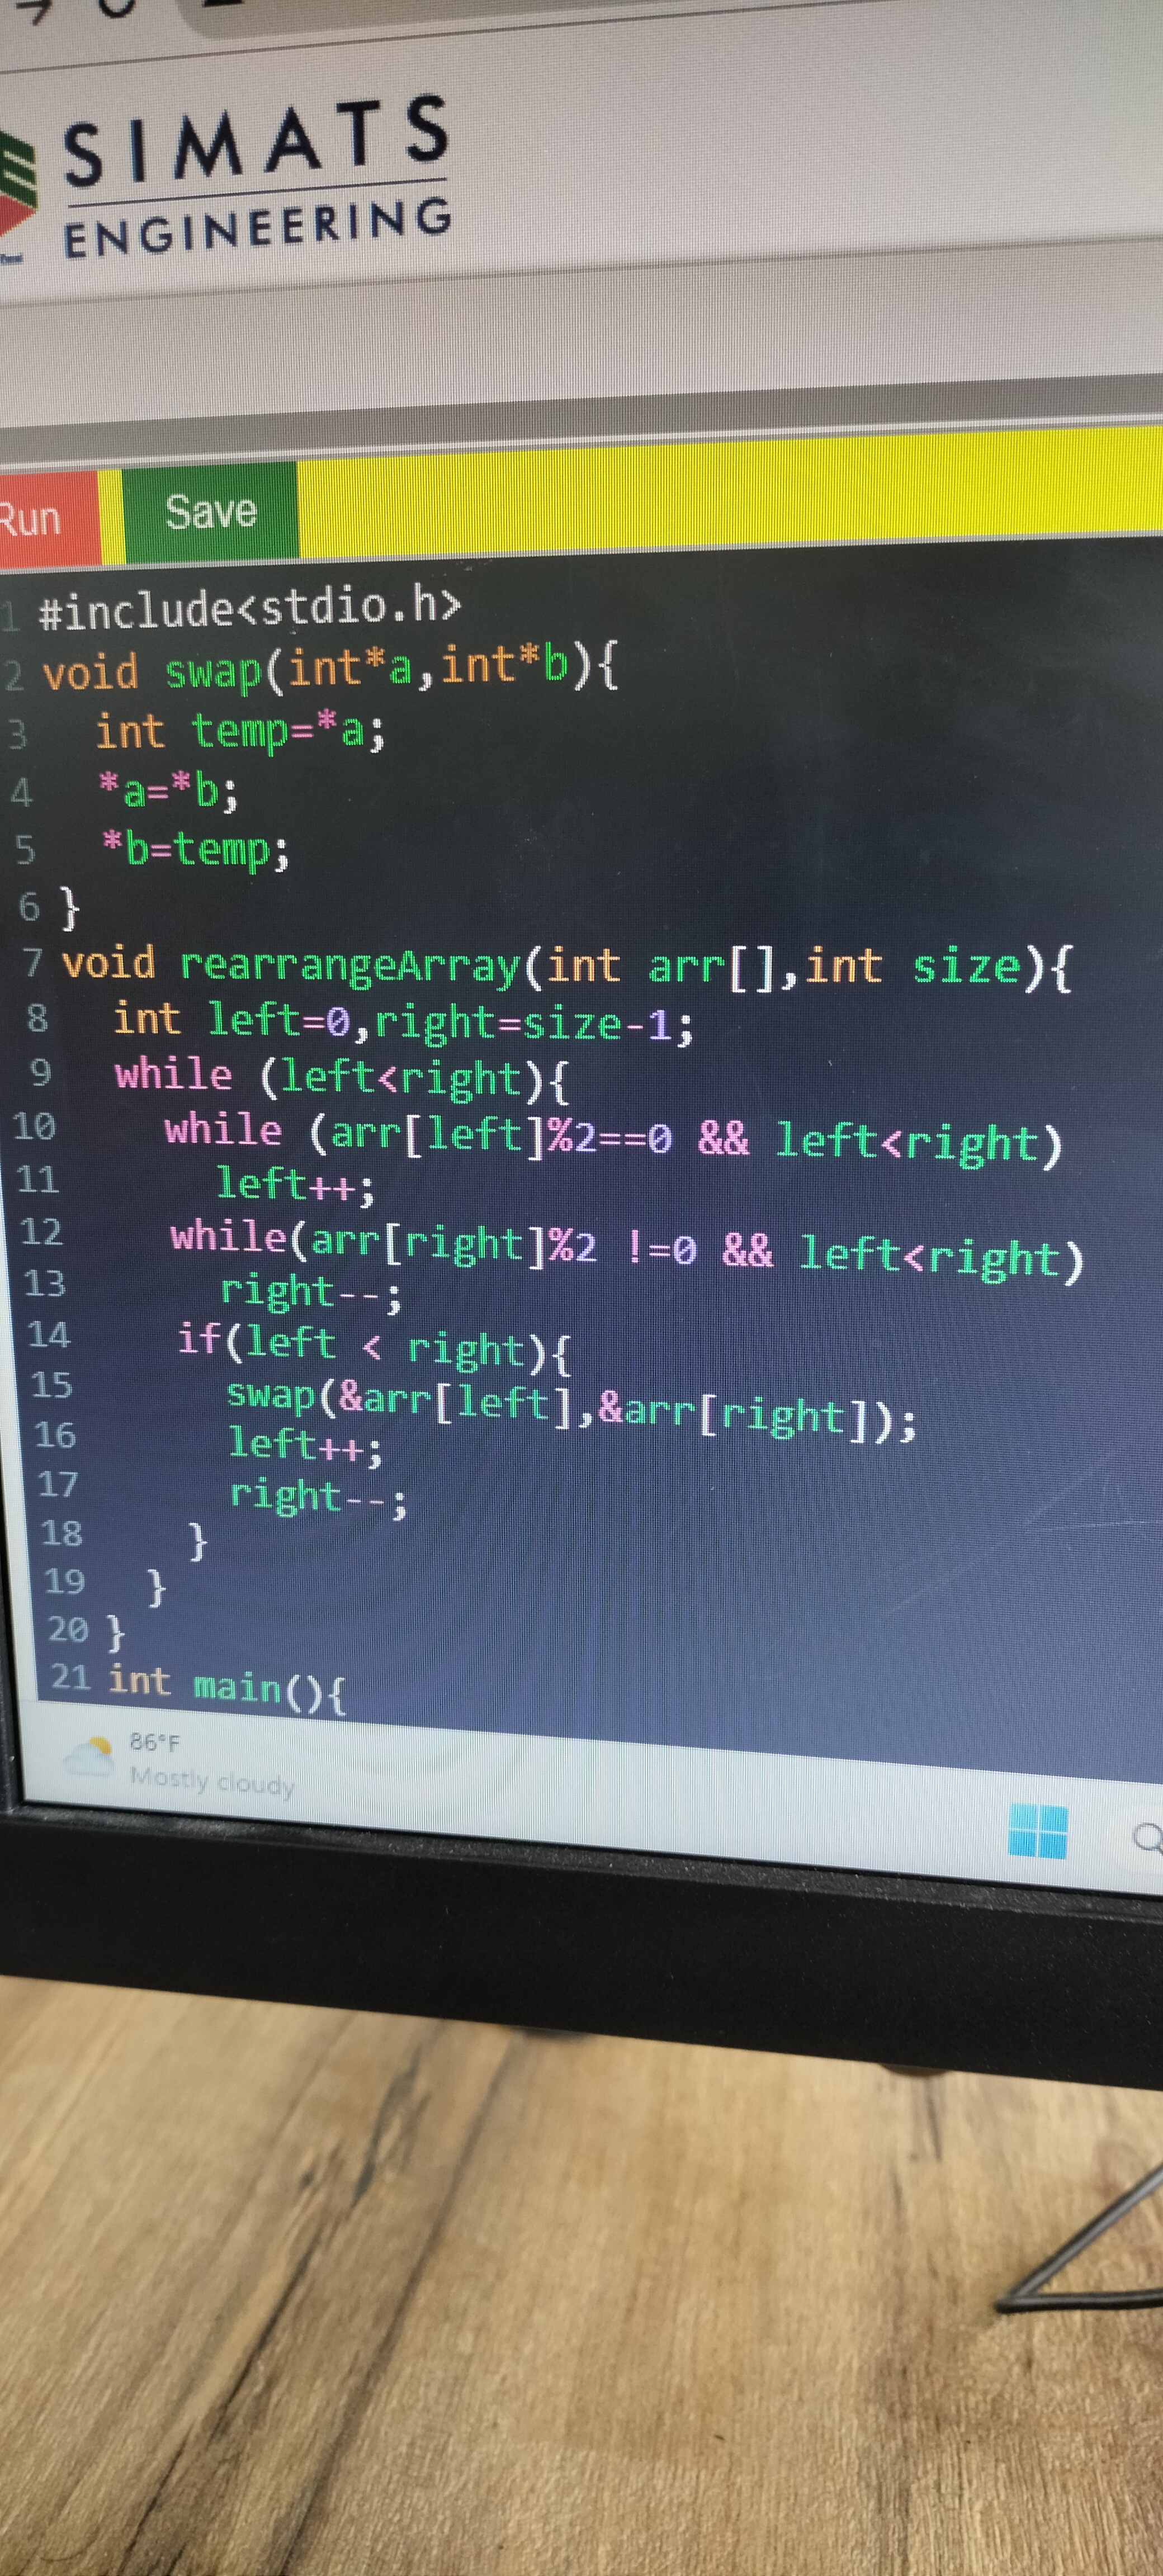 SIMATS
ENGINEERING
Run
Save
1 #include<stdio.h>
2 void swap(int*a,int*b){
3 int temp=*a;
4 *a=*b;
5 *b=temp;
6 }
7 void rearrangeArray(int arr[],int size){
8 int left=0,right=size-1;
9 while (left<right){
10 while (arr[left]%2==0 && left<right)
11 left++;
12 while(arr[right]%2 !=0 && left<right)
13 right--;
14 if(left < right){
15 swap(&arr[left],&arr[right]);
16 left++;
17 right--;
18 }
19 }
20 }
21 int main(){
86°F
Mostly cloudy